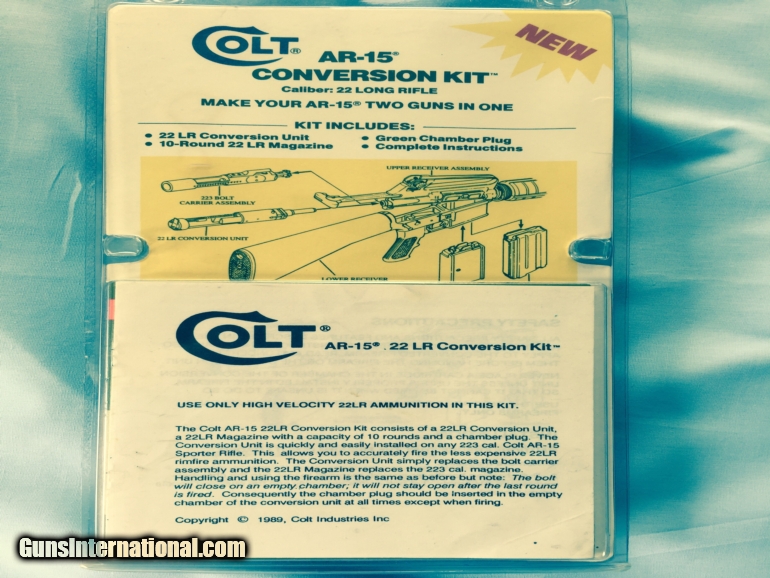 COLT® AR-15®
CONVERSION KIT™
NEW
Caliber: 22 LONG RIFLE
MAKE YOUR AR-15® TWO GUNS IN ONE
KIT INCLUDES:
• 22 LR Conversion Unit • Green Chamber Plug
• 10-Round 22 LR Magazine • Complete Instructions
UPPER RECEIVER ASSEMBLY
223 BOLT
CARRIER ASSEMBLY
22 LR CONVERSION UNIT
LOWER RECEIVER
COLT®
AR-15® .22 LR Conversion Kit™
USE ONLY HIGH VELOCITY 22LR AMMUNITION IN THIS KIT.
The Colt AR-15 22LR Conversion Kit consists of a 22LR Conversion Unit,
a 22LR Magazine with a capacity of 10 rounds and a chamber plug. The
Conversion Unit is quickly and easily installed on any 223 cal. Colt AR-15
Sporter Rifle. This allows you to accurately fire the less expensive 22LR
rimfire ammunition. The Conversion Unit simply replaces the bolt carrier
assembly and the 22LR Magazine replaces the 223 cal. magazine.
Handling and using the firearm is the same as before but note: The bolt
will close on an empty chamber; it will not stay open after the last round
is fired. Consequently the chamber plug should be inserted in the empty
chamber of the conversion unit at all times except when firing.
Copyright © 1989, Colt Industries Inc
GunsInternational.com